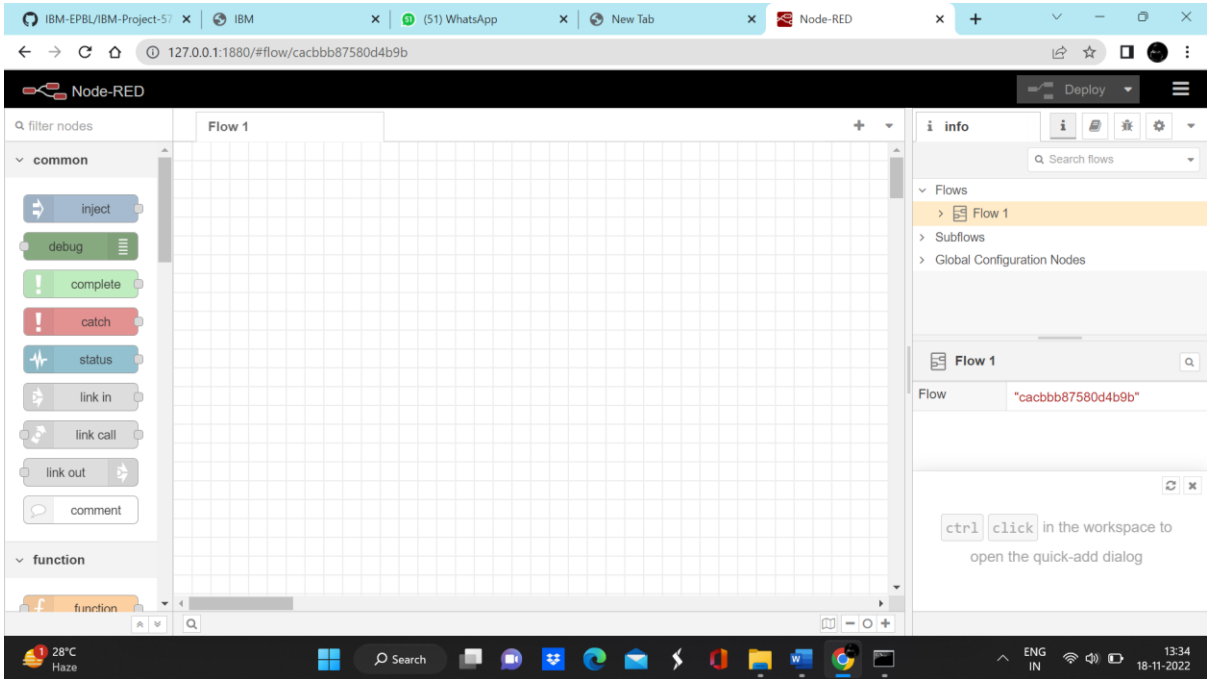 IBM-EPBL/IBM-Project-57
IBM
(51) WhatsApp
New Tab
Node-RED
127.0.0.1:1880/#flow/cacbbb87580d4b9b
Node-RED
Deploy
filter nodes
Flow 1
info
common
Search flows
Flows
Flow 1
Subflows
Global Configuration Nodes
inject
debug
complete
catch
status
link in
link call
link out
comment
function
function
Flow 1
Flow "cacbbb87580d4b9b"
ctrl click in the workspace to
open the quick-add dialog
1
28°C
Haze
Search
ENG
IN
13:34
18-11-2022